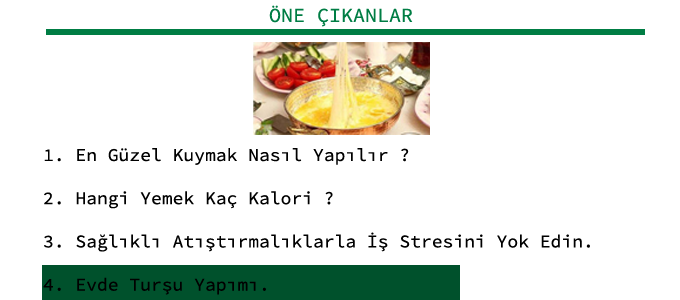 ÖNE ÇIKANLAR
1. En Güzel Kuymak Nasıl Yapılır ?
2. Hangi Yemek Kaç Kalori ?
3. Sağlıklı Atıştırmalıklarla İş Stresini Yok Edin.
4. Evde Turşu Yapımı.